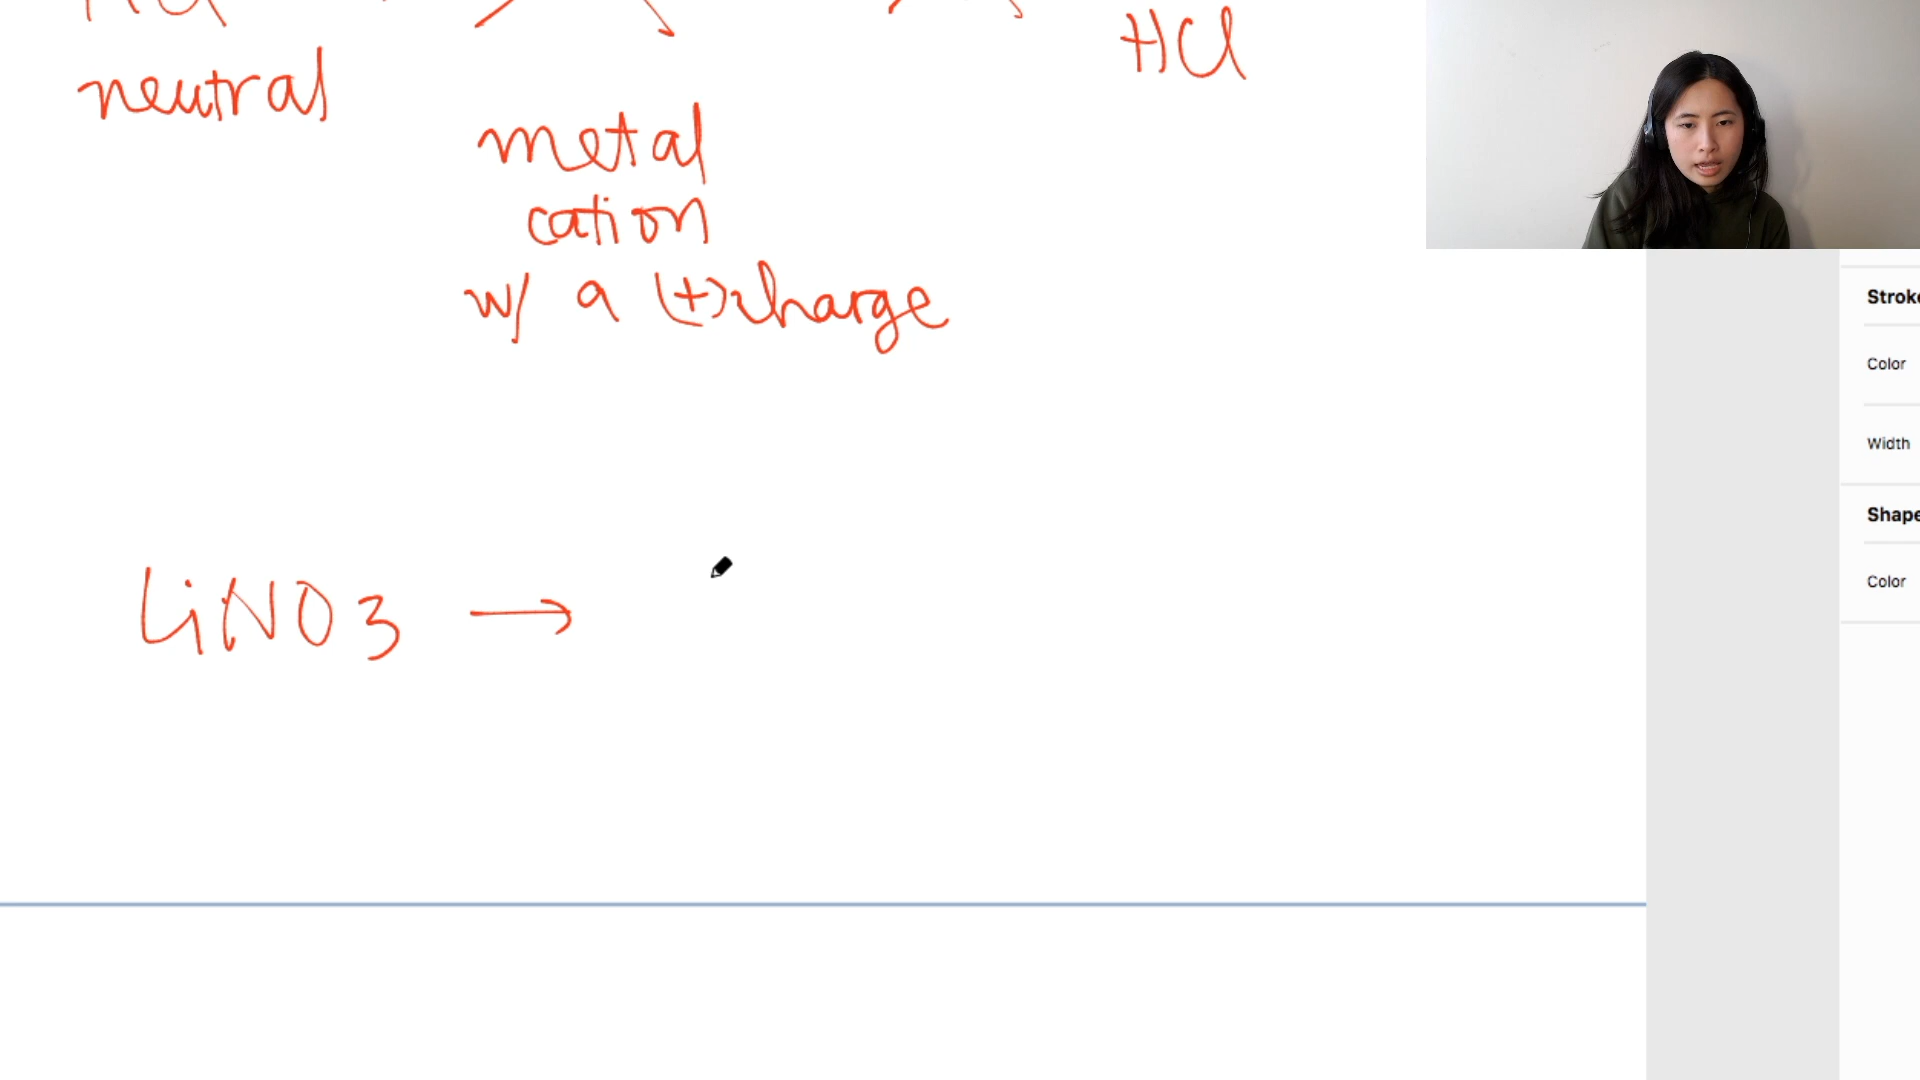 HCl
neutral
metal
cation
w/ a (+) charge
Stroke
Color
Width
Shape
Color
LiNO3 →